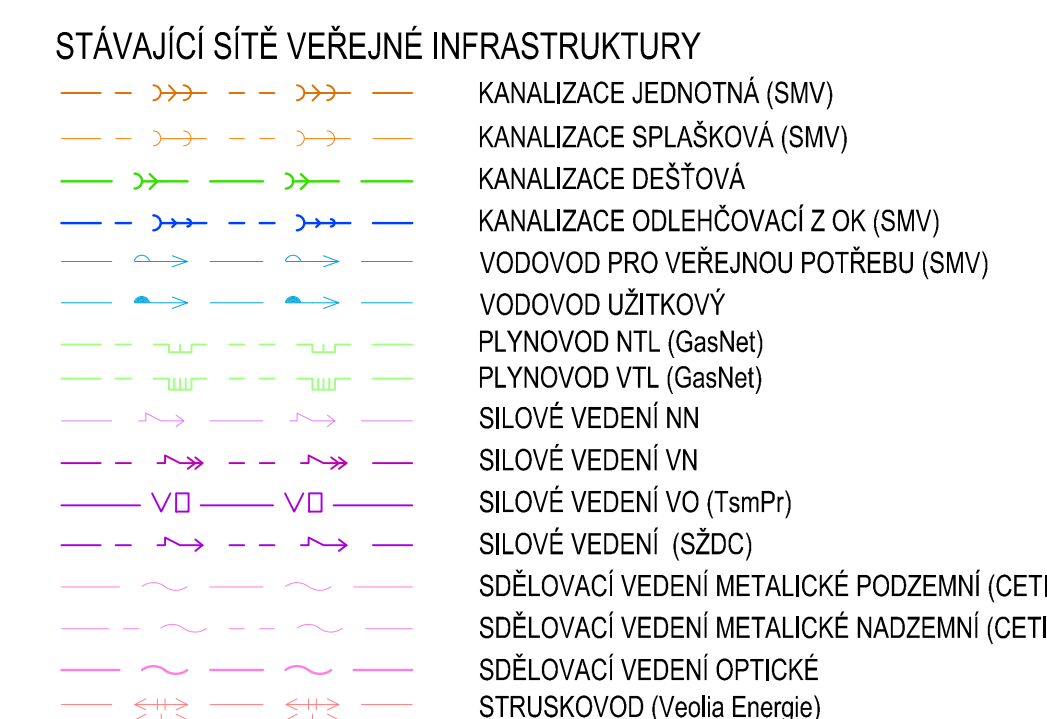 STÁVAJÍCÍ SÍTĚ VEŘEJNÉ INFRASTRUKTURY
KANALIZACE JEDNOTNÁ (SMV)
KANALIZACE SPLAŠKOVÁ (SMV)
KANALIZACE DEŠŤOVÁ
KANALIZACE ODLEHČOVACÍ Z OK (SMV)
VODOVOD PRO VEŘEJNOU POTŘEBU (SMV)
VODOVOD UŽITKOVÝ
PLYNOVOD NTL (GasNet)
PLYNOVOD VTL (GasNet)
SILOVÉ VEDENÍ NN
SILOVÉ VEDENÍ VN
VO VO SILOVÉ VEDENÍ VO (TsmPr)
SILOVÉ VEDENÍ (SŽDC)
SDĚLOVACÍ VEDENÍ METALICKÉ PODZEMNÍ
SDĚLOVACÍ VEDENÍ METALICKÉ NADZEMNÍ
SDĚLOVACÍ VEDENÍ OPTICKÉ
STRUSKOVOD (Veolia Energie)